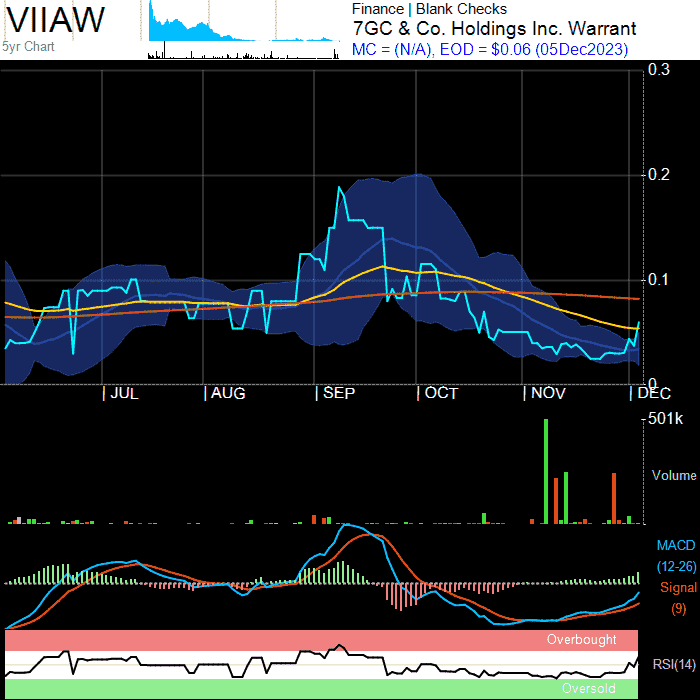 VIIAW
5yr Chart
Finance | Blank Checks
7GC & Co. Holdings Inc. Warrant
MC = (N/A), EOD = $0.06 (05Dec2023)
0.3
0.2
0.1
0
JUL AUG SEP OCT NOV DEC
501k
Volume
MACD
(12-26)
Signal
(9)
Overbought
RSI(14)
Oversold